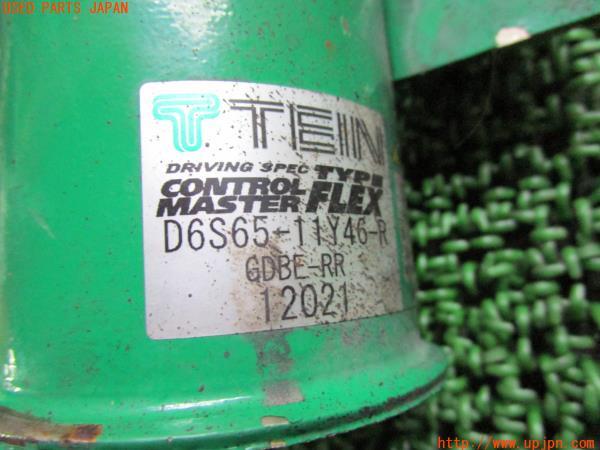 USED PARTS JAPAN
TEIN
DRIVING SPEC
TYPE
CONTROL
MASTER
FLEX
D6S65-11Y46-R
GDBE-RR
12021
http://www.upjpn.com